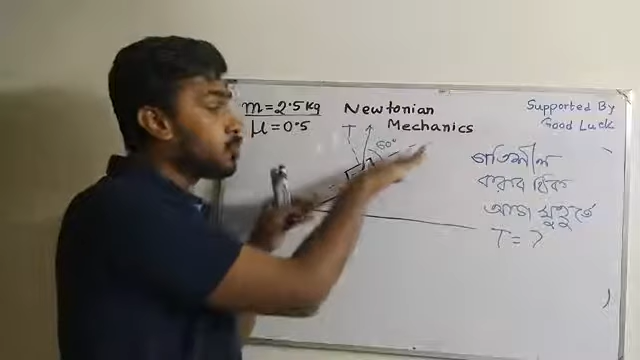 m = 2.5 kg
μ = 0.5
Newtonian
Mechanics
T
60°
Supported By
Good Luck
গতিশীল
করার ঠিক
আগ মুহূর্তে
T = ?